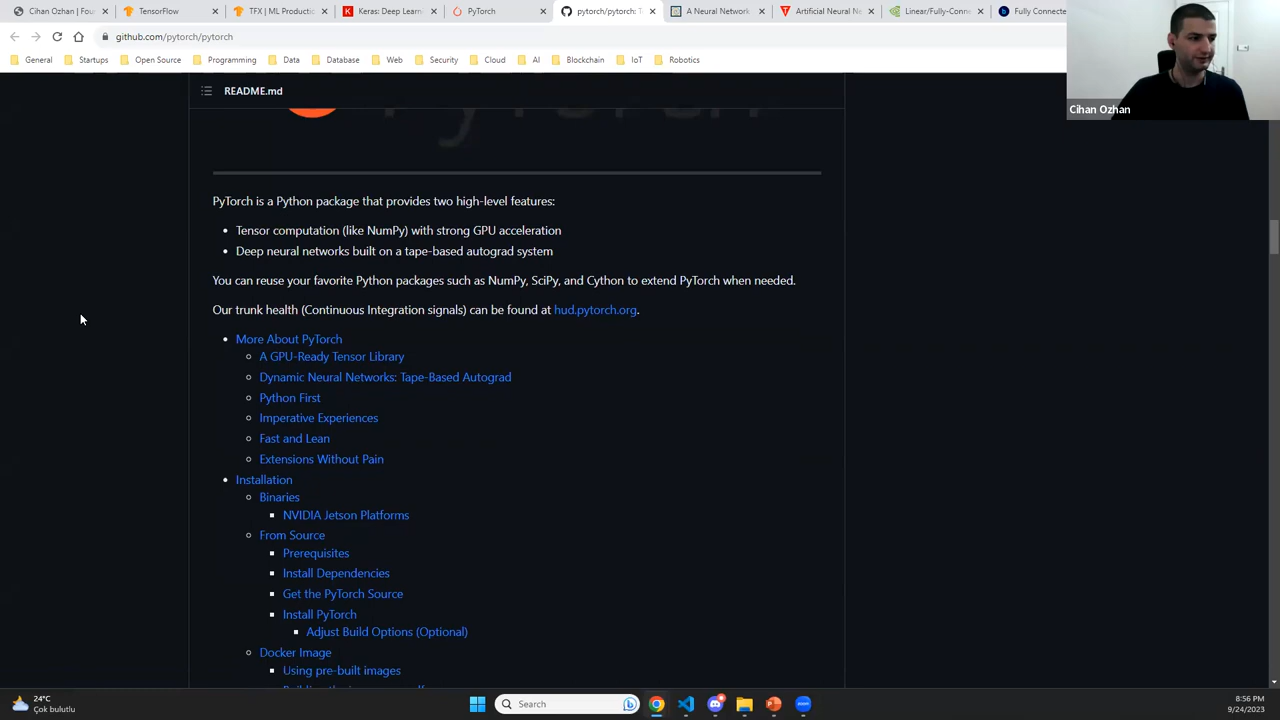 Cihan Ozhan | Foun
TensorFlow
TFX | ML Production
Keras: Deep Learnin
PyTorch
pytorch/pytorch: T
A Neural Network
Artificial Neural Ne
Linear/Fully-Conne
Fully Connecte
github.com/pytorch/pytorch
General
Startups
Open Source
Programming
Data
Database
Web
Security
Cloud
AI
Blockchain
IoT
Robotics
Cihan Ozhan
README.md
PyTorch
PyTorch is a Python package that provides two high-level features:
• Tensor computation (like NumPy) with strong GPU acceleration
• Deep neural networks built on a tape-based autograd system
You can reuse your favorite Python packages such as NumPy, SciPy, and Cython to extend PyTorch when needed.
Our trunk health (Continuous Integration signals) can be found at hud.pytorch.org.
• More About PyTorch
A GPU-Ready Tensor Library
Dynamic Neural Networks: Tape-Based Autograd
Python First
Imperative Experiences
Fast and Lean
Extensions Without Pain
• Installation
Binaries
NVIDIA Jetson Platforms
From Source
Prerequisites
Install Dependencies
Get the PyTorch Source
Install PyTorch
Adjust Build Options (Optional)
Docker Image
Using pre-built images
24°C
Çok bulutlu
Search
8:56 PM
9/24/2023